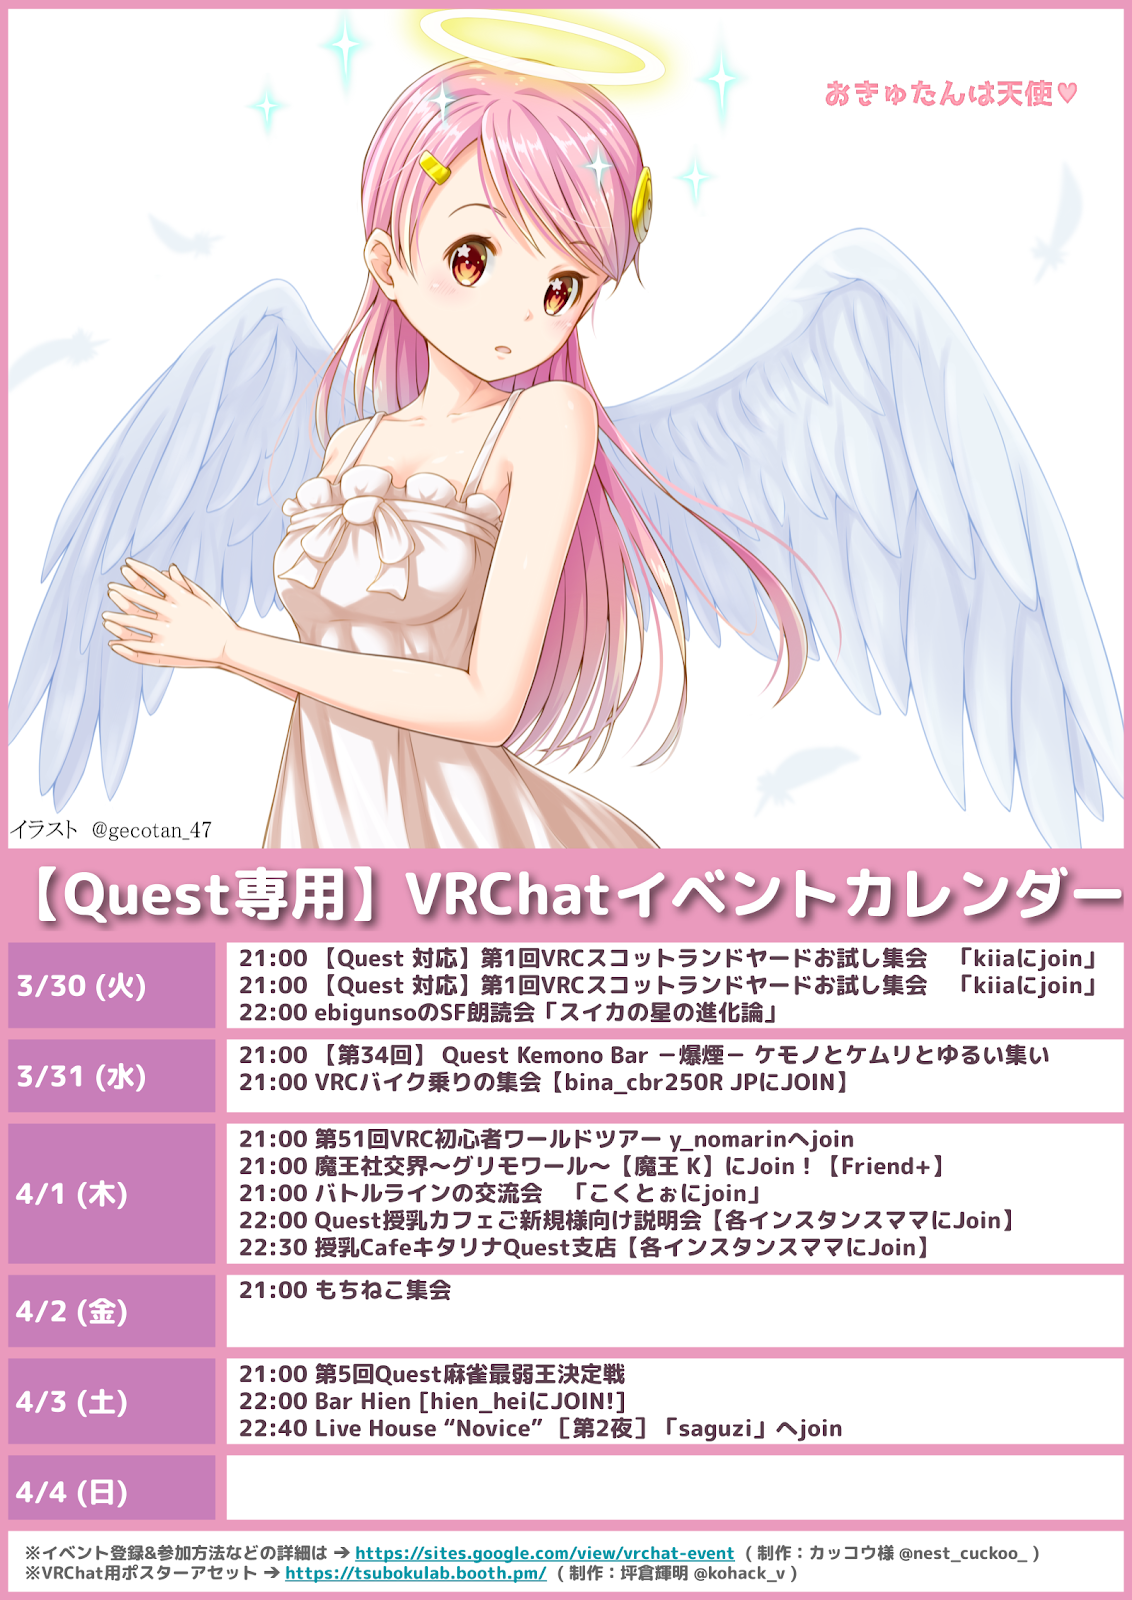 おきゅたんは天使♥
イラスト @gecotan_47
【Quest専用】VRChatイベントカレンダー
3/30 (火)
21:00 【Quest 対応】第1回VRCスコットランドヤードお試し集会 「kiiaにjoin」
21:00 【Quest 対応】第1回VRCスコットランドヤードお試し集会 「kiiaにjoin」
22:00 ebigunsoのSF朗読会「スイカの星の進化論」
3/31 (水)
21:00 【第34回】 Quest Kemono Bar －爆煙－ ケモノとケムリとゆるい集い
21:00 VRCバイク乗りの集会【bina_cbr250R JPにJOIN】
4/1 (木)
21:00 第51回VRC初心者ワールドツアー y_nomarinへjoin
21:00 魔王社交界～グリモワール～【魔王 K】にJoin！【Friend+】
21:00 バトルラインの交流会 「こくとぉにjoin」
22:00 Quest授乳カフェご新規様向け説明会【各インスタンスママにJoin】
22:30 授乳CafeキタリナQuest支店【各インスタンスママにJoin】
4/2 (金)
21:00 もちねこ集会
4/3 (土)
21:00 第5回Quest麻雀最弱王決定戦
22:00 Bar Hien [hien_heiにJOIN!]
22:40 Live House “Novice” ［第2夜］「saguzi」へjoin
4/4 (日)
※イベント登録&参加方法などの詳細は ➔ https://sites.google.com/view/vrchat-event ( 制作：カッコウ様 @nest_cuckoo_ )
※VRChat用ポスターアセット ➔ https://tsubokulab.booth.pm/ ( 制作：坪倉輝明 @kohack_v )